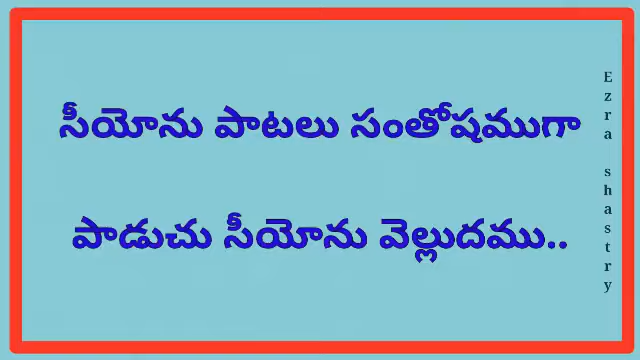 సీయోను పాటలు సంతోషముగా
పాడుచు సీయోను వెల్లుదము..
Ezra shastry